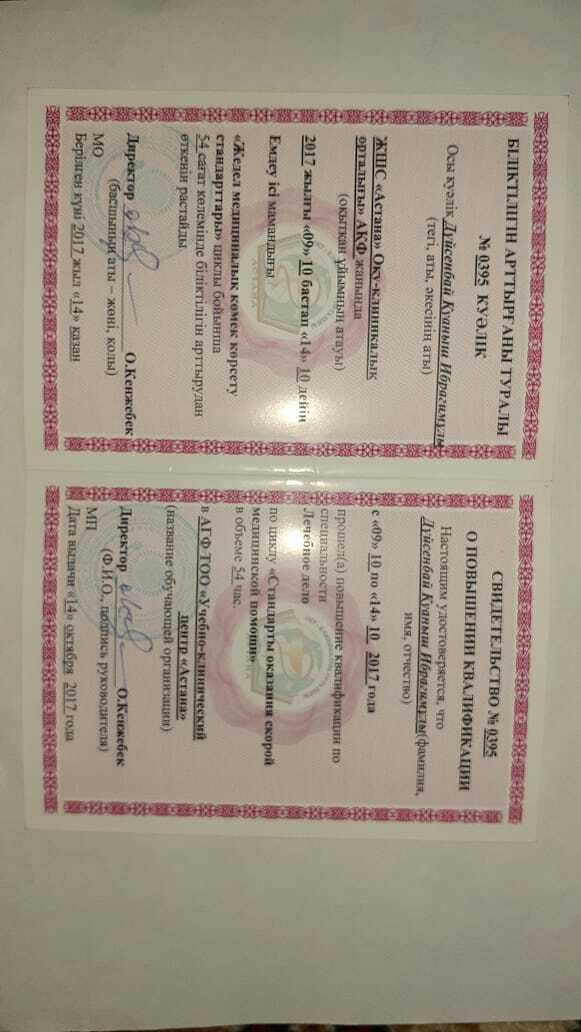 БІЛІКТІЛІГІН АРТТЫРҒАНЫ ТУРАЛЫ
№ 0395 КУӘЛІК
Осы куәлік Дүйсенбай Куаныш Ибрагимұлы
(тегі, аты, әкесінің аты)
ЖШС «Астана» Оқу-клиникалық
орталығы» АҚФ жанында
(оқытқан ұйымның атауы)
2017 жылғы «09» 10 бастап «14» 10 дейін
Емдеу ісі мамандығы
«Жедел медициналық көмек көрсету
стандарттары» циклы бойынша
54 сағат көлемінде біліктілігін арттырудан
өткенін растайды
Директор О.Кенжебек
(басшының аты - жөні, қолы)
МО
Берілген күні 2017 жыл «14» қазан
СВИДЕТЕЛЬСТВО № 0395
О ПОВЫШЕНИИ КВАЛИФИКАЦИИ
Настоящим удостоверяется, что
Дүйсенбай Куаныш Ибрагимұлы(фамилия,
имя, отчество)
с «09» 10 по «14» 10 2017 года
прошел(а) повышение квалификации по
специальности
Лечебное дело
по циклу «Стандарты оказания скорой
медицинской помощи»
в объеме 54 час.
в АГФ ТОО «Учебно-клинический
центр «Астана»
(название обучающей организации)
Директор О.Кенжебек
(Ф.И.О., подпись руководителя)
МП
Дата выдачи «14» октября 2017 года